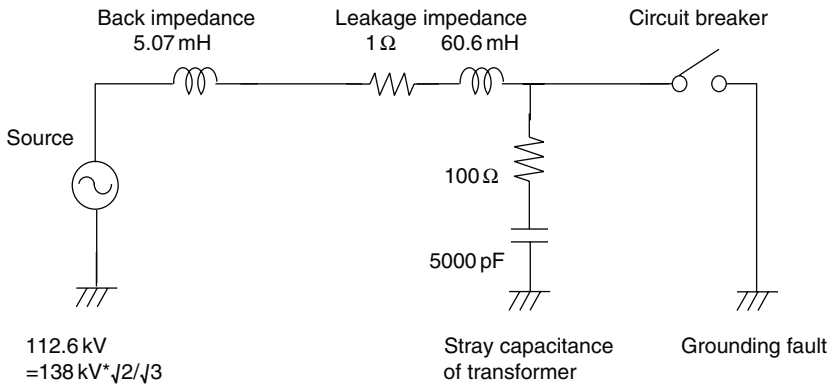 Back impedance
5.07 mH
Leakage impedance
1 Ω 60.6 mH
Circuit breaker
Source
100 Ω
5000 pF
112.6 kV
=138 kV*√2/√3
Stray capacitance
of transformer
Grounding fault